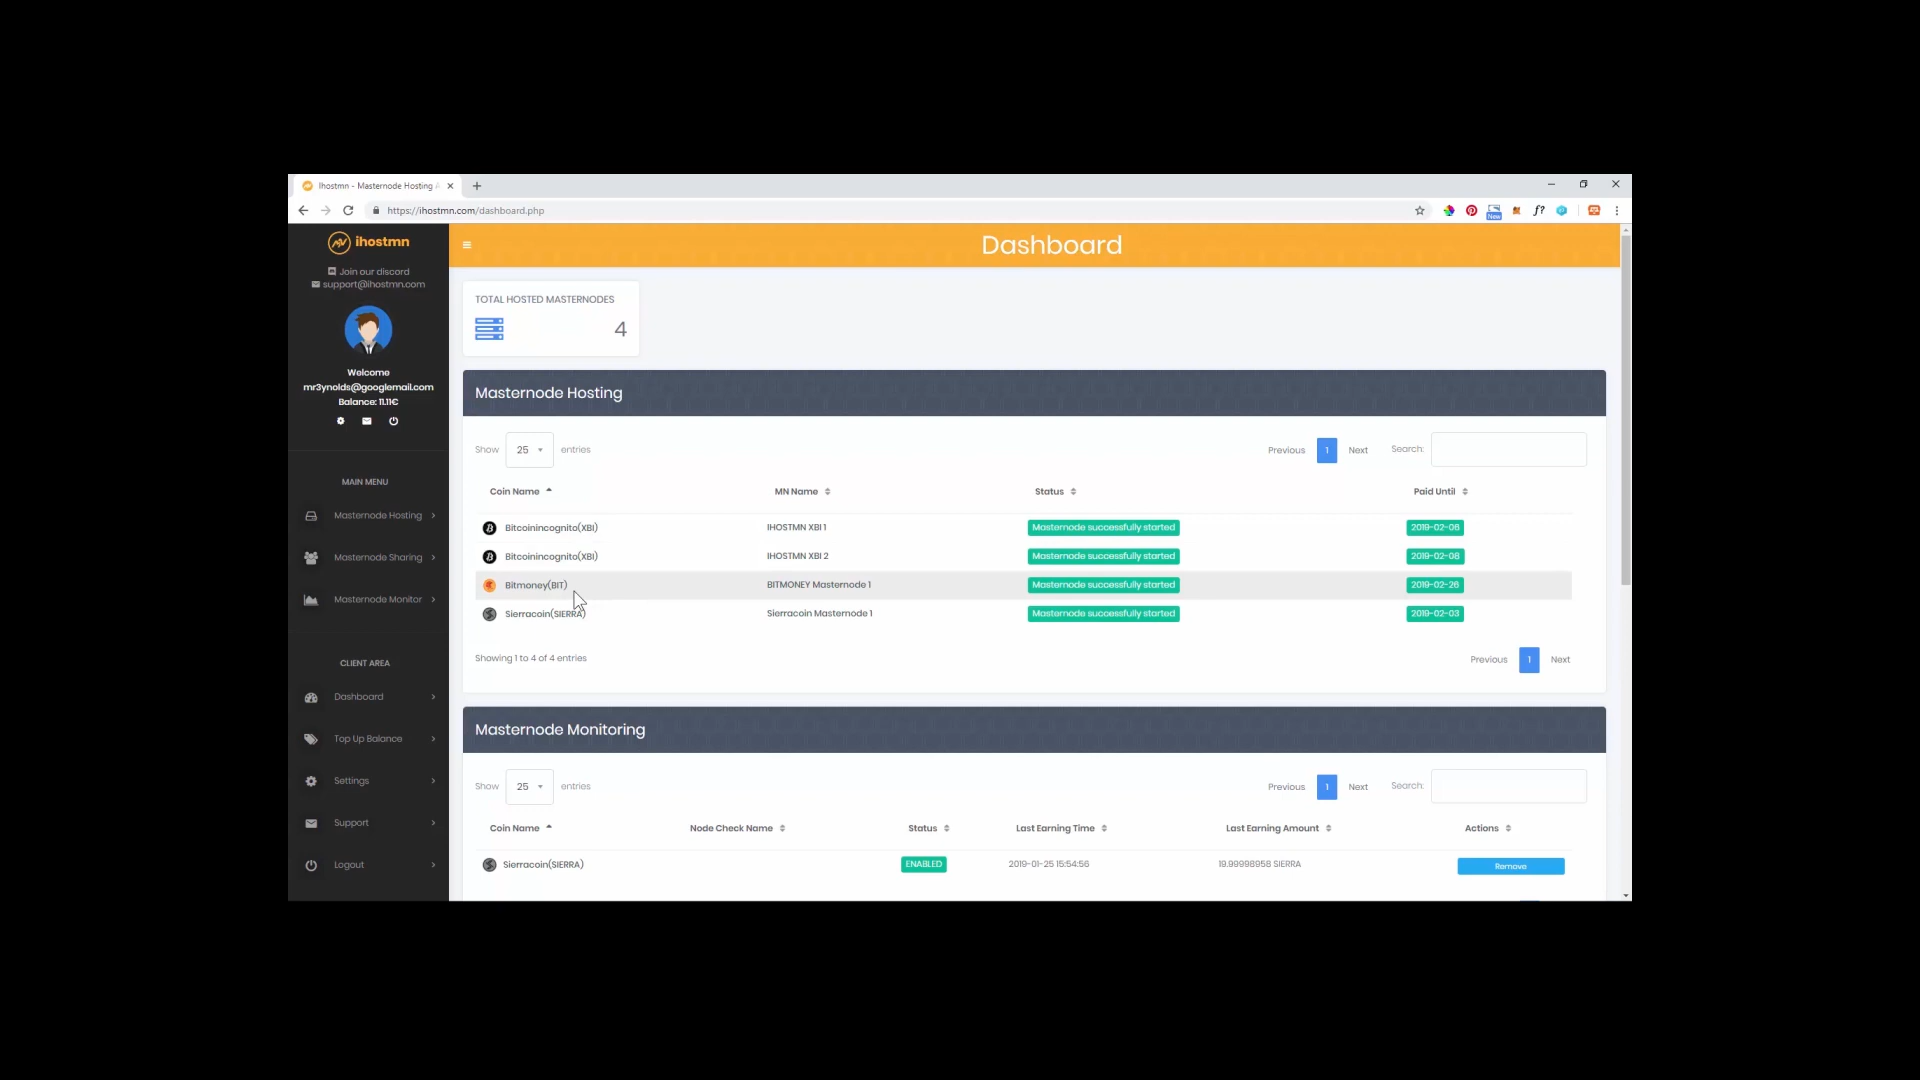 Ihostmn - Masternode Hosting
https://ihostmn.com/dashboard.php
New
f?
ihostmn
Join our discord
support@ihostmn.com
Welcome
mr3ynolds@googlemail.com
Balance: 11.11€
MAIN MENU
Masternode Hosting
Masternode Sharing
Masternode Monitor
CLIENT AREA
Dashboard
Top Up Balance
Settings
Support
Logout
Dashboard
TOTAL HOSTED MASTERNODES
4
Masternode Hosting
Show 25 entries Previous 1 Next Search:
Coin Name MN Name Status Paid Until
Bitcoinincognito(XBI) IHOSTMN XBI 1 Masternode successfully started 2019-02-06
Bitcoinincognito(XBI) IHOSTMN XBI 2 Masternode successfully started 2019-02-08
Bitmoney(BIT) BITMONEY Masternode 1 Masternode successfully started 2019-02-26
Sierracoin(SIERRA) Sierracoin Masternode 1 Masternode successfully started 2019-02-03
Showing 1 to 4 of 4 entries Previous 1 Next
Masternode Monitoring
Show 25 entries Previous 1 Next Search:
Coin Name Node Check Name Status Last Earning Time Last Earning Amount Actions
Sierracoin(SIERRA) ENABLED 2019-01-25 15:54:56 19.99998958 SIERRA Remove